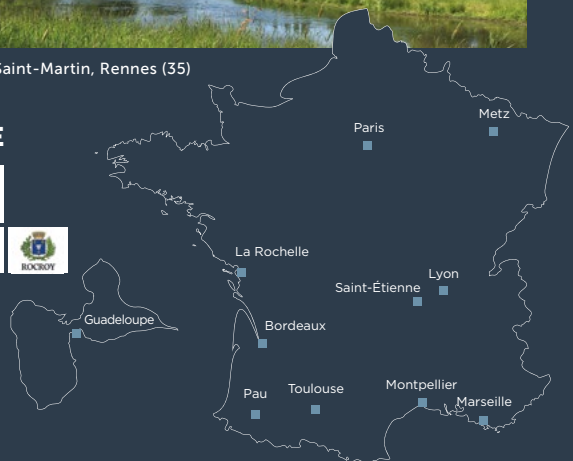 Saint-Martin, Rennes (35)
E
ROCROY
Metz
Paris
La Rochelle
Lyon
Saint-Étienne
Guadeloupe
Bordeaux
Pau
Toulouse
Montpellier
Marseille